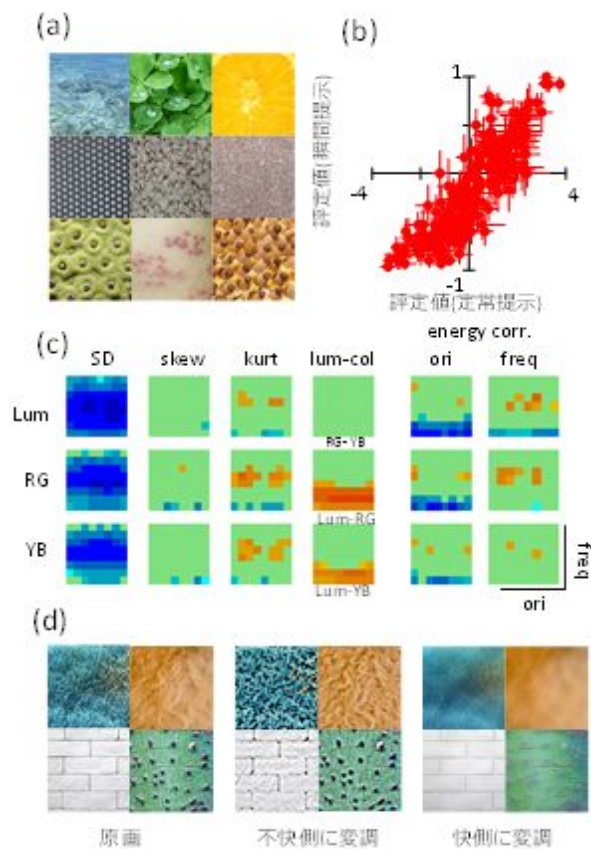 (a)
(b)
評定値(瞬間提示)
1
-4
4
-1
評定値(定常提示)
(c)
energy corr.
SD skew kurt lum-col ori freq
Lum
RG-YB
RG
Lum-RG
YB
Lum-YB
freq
ori
(d)
原画 不快側に変調 快側に変調